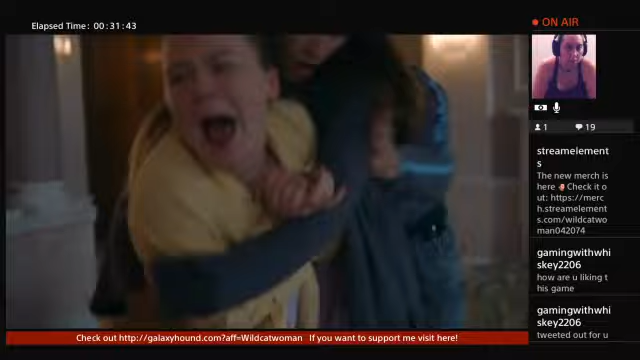 Elapsed Time: 00:31:43
ON AIR
1
19
streamelement
s
The new merch is
here Check it o
ut: https://merc
h.streamelement
s.com/wildcatwo
man042074
gamingwithwhi
skey2206
how are u liking t
his game
gamingwithwhi
skey2206
tweeted out for u
Check out http://galaxyhound.com?aff=Wildcatwoman If you want to support me visit here!